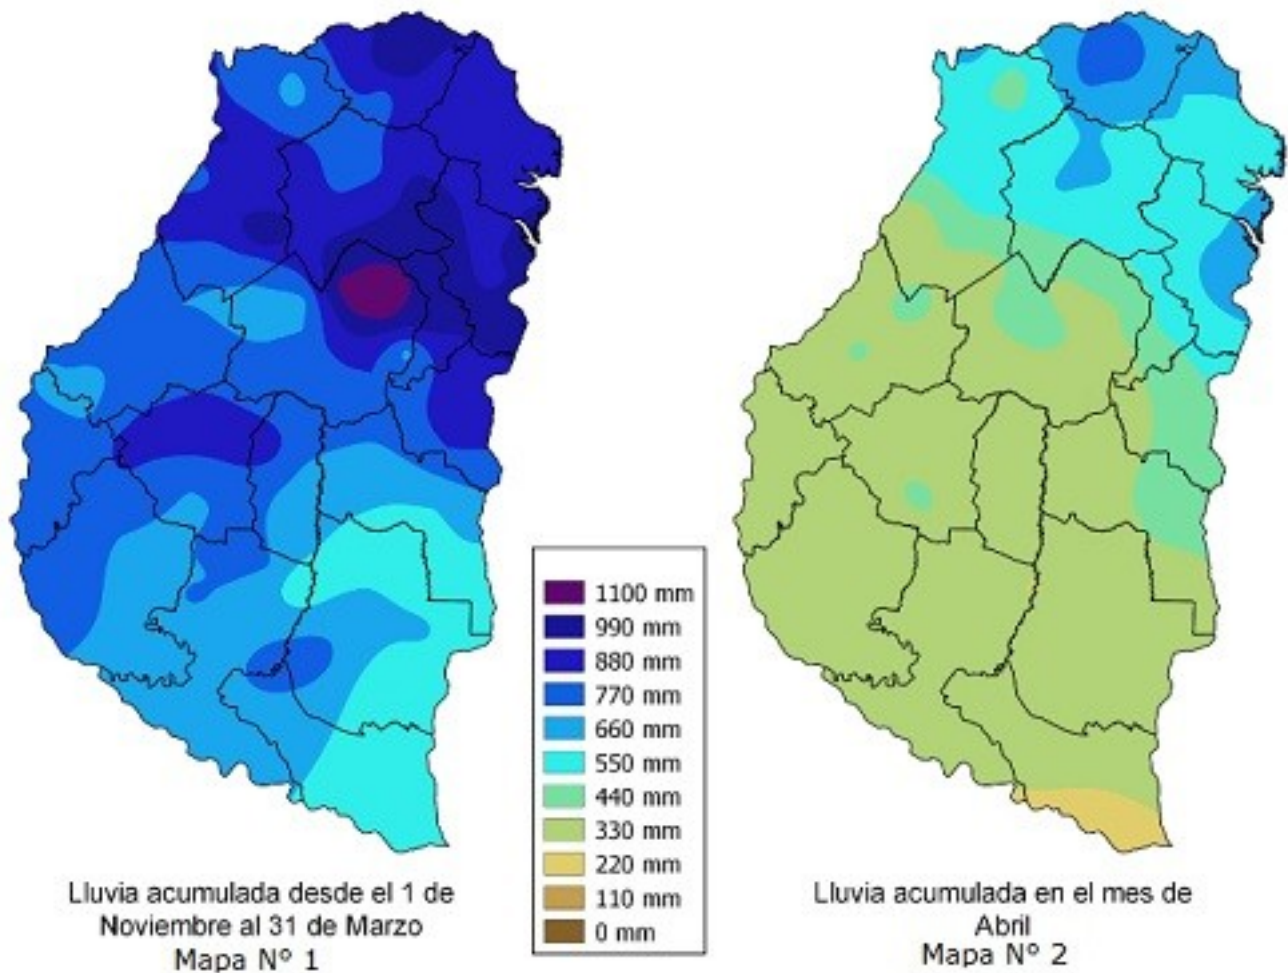 1100 mm
990 mm
880 mm
770 mm
660 mm
550 mm
440 mm
330 mm
220 mm
110 mm
0 mm
Lluvia acumulada desde el 1 de
Noviembre al 31 de Marzo
Mapa N° 1
Lluvia acumulada en el mes de
Abril
Mapa N° 2